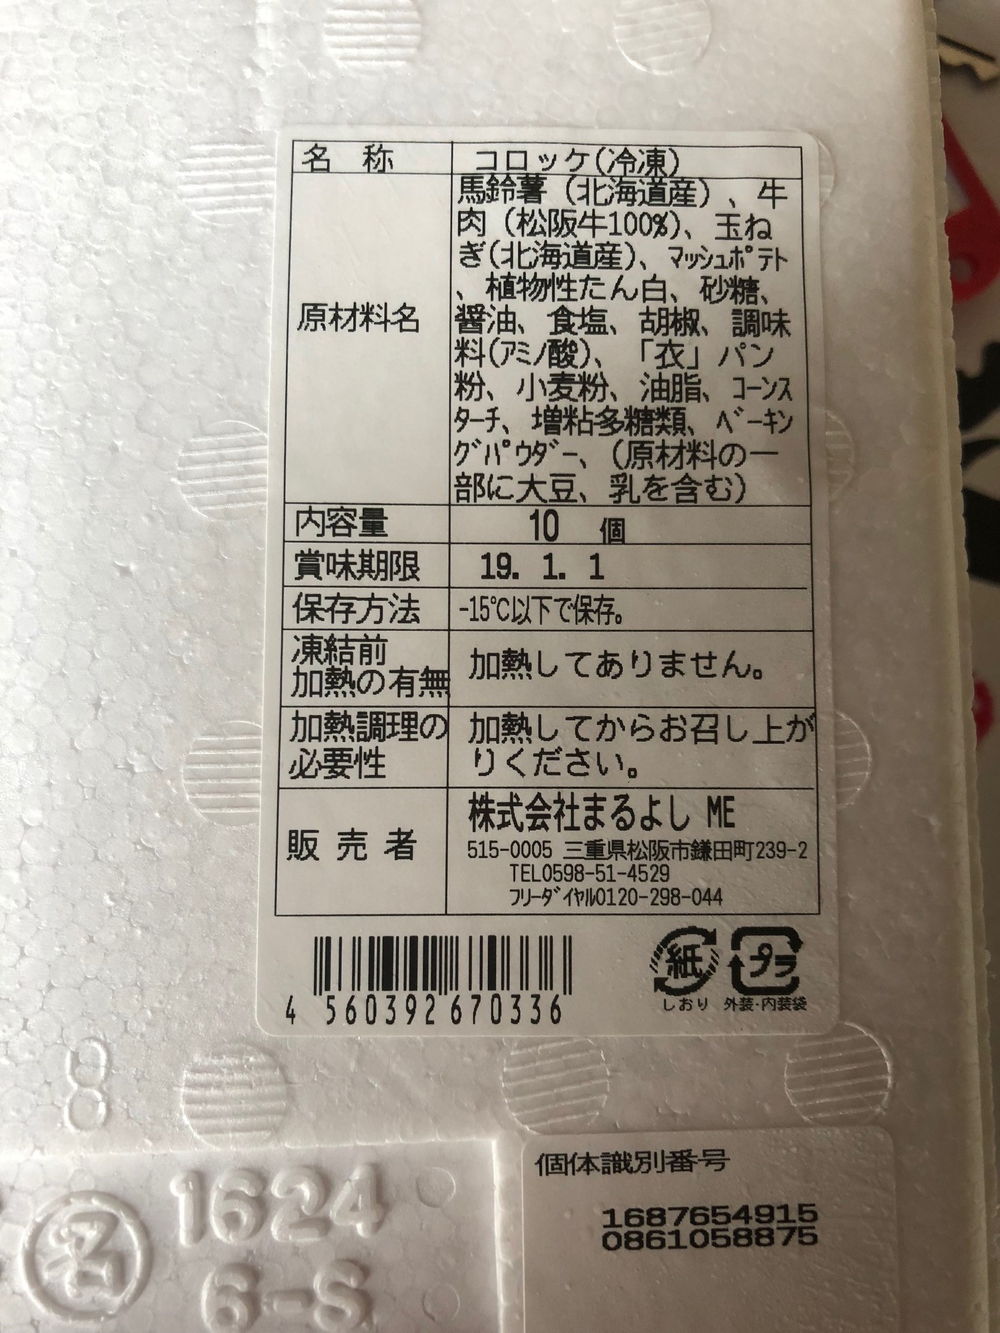 名 称 コロッケ(冷凍)
原材料名
馬鈴薯（北海道産）、牛
肉（松阪牛100%）、玉ね
ぎ(北海道産)、マッシュポテト
、植物性たん白、砂糖、
醤油、食塩、胡椒、調味
料(アミノ酸)、「衣」パン
粉、小麦粉、油脂、コーンス
ターチ、増粘多糖類、ベーキン
グパウダー、（原材料の一
部に大豆、乳を含む）
内容量 10 個
賞味期限 19. 1. 1
保存方法 -15℃以下で保存。
凍結前
加熱の有無
加熱してありません。
加熱調理の
必要性
加熱してからお召し上が
りください。
販 売 者
株式会社まるよし ME
515-0005 三重県松阪市鎌田町239-2
TEL0598-51-4529
フリーダイヤル0120-298-044
4 560392 670336
紙
しおり
プラ
外装・内装袋
8
1624
6-S
個体識別番号
1687654915
0861058875